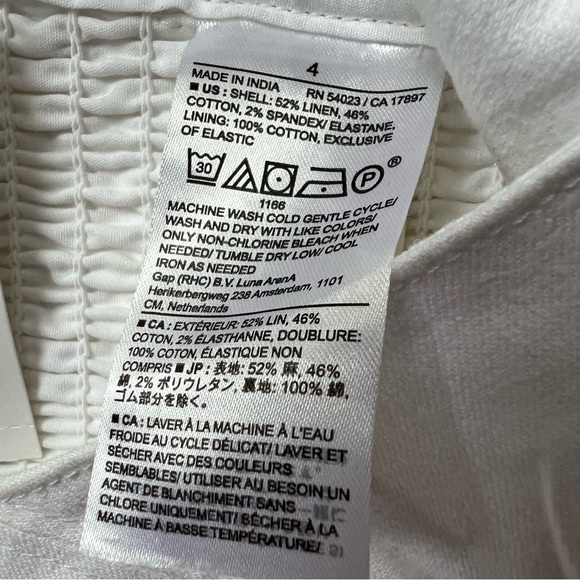 4
MADE IN INDIA RN 54023 / CA 17897
■ US : SHELL: 52% LINEN, 46%
COTTON, 2% SPANDEX/ ELASTANE,
LINING: 100% COTTON, EXCLUSIVE
OF ELASTIC
30 P ®
1166
MACHINE WASH COLD GENTLE CYCLE/
WASH AND DRY WITH LIKE COLORS/
ONLY NON-CHLORINE BLEACH WHEN
NEEDED/ TUMBLE DRY LOW/ COOL
IRON AS NEEDED
Gap (RHC) B.V. Luna ArenA
Herikerbergweg 238 Amsterdam, 1101
CM, Netherlands
■ CA : EXTÉRIEUR: 52% LIN, 46%
COTON, 2% ÉLASTHANNE, DOUBLURE:
100% COTON, ÉLASTIQUE NON
COMPRIS ■ JP : 表地: 52% 麻, 46%
綿, 2% ポリウレタン, 裏地: 100% 綿,
ゴム部分を除く。
■ CA : LAVER À LA MACHINE À L'EAU
FROIDE AU CYCLE DÉLICAT/ LAVER ET
SÉCHER AVEC DES COULEURS
SEMBLABLES/ UTILISER AU BESOIN UN
AGENT DE BLANCHIMENT SANS
CHLORE UNIQUEMENT/ SÉCHER À LA
MACHINE À BASSE TEMPÉRATURE/